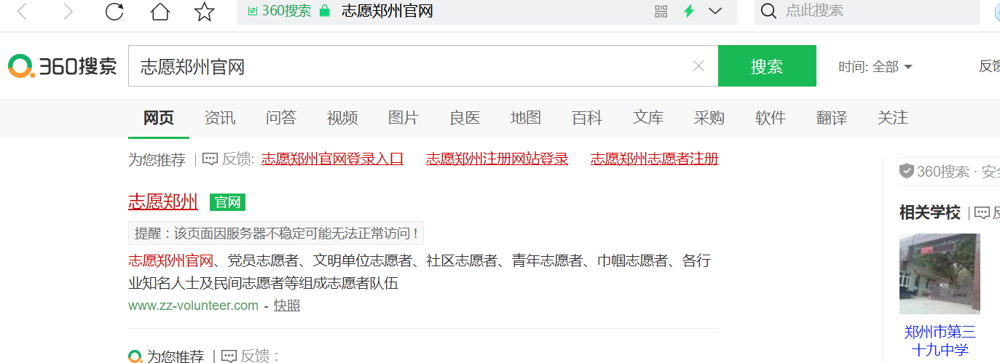 360搜索 志愿郑州官网
点此搜索
360搜索
志愿郑州官网
搜索
时间: 全部
反馈
网页 资讯 问答 视频 图片 良医 地图 百科 文库 采购 软件 翻译 关注
为您推荐 反馈: 志愿郑州官网登录入口 志愿郑州注册网站登录 志愿郑州志愿者注册
志愿郑州 官网
提醒：该页面因服务器不稳定可能无法正常访问！
志愿郑州官网、党员志愿者、文明单位志愿者、社区志愿者、青年志愿者、巾帼志愿者、各行
业知名人士及民间志愿者等组成志愿者队伍
www.zz-volunteer.com - 快照
为您推荐 反馈：
360搜索 · 安全
相关学校
郑州市第三
十九中学